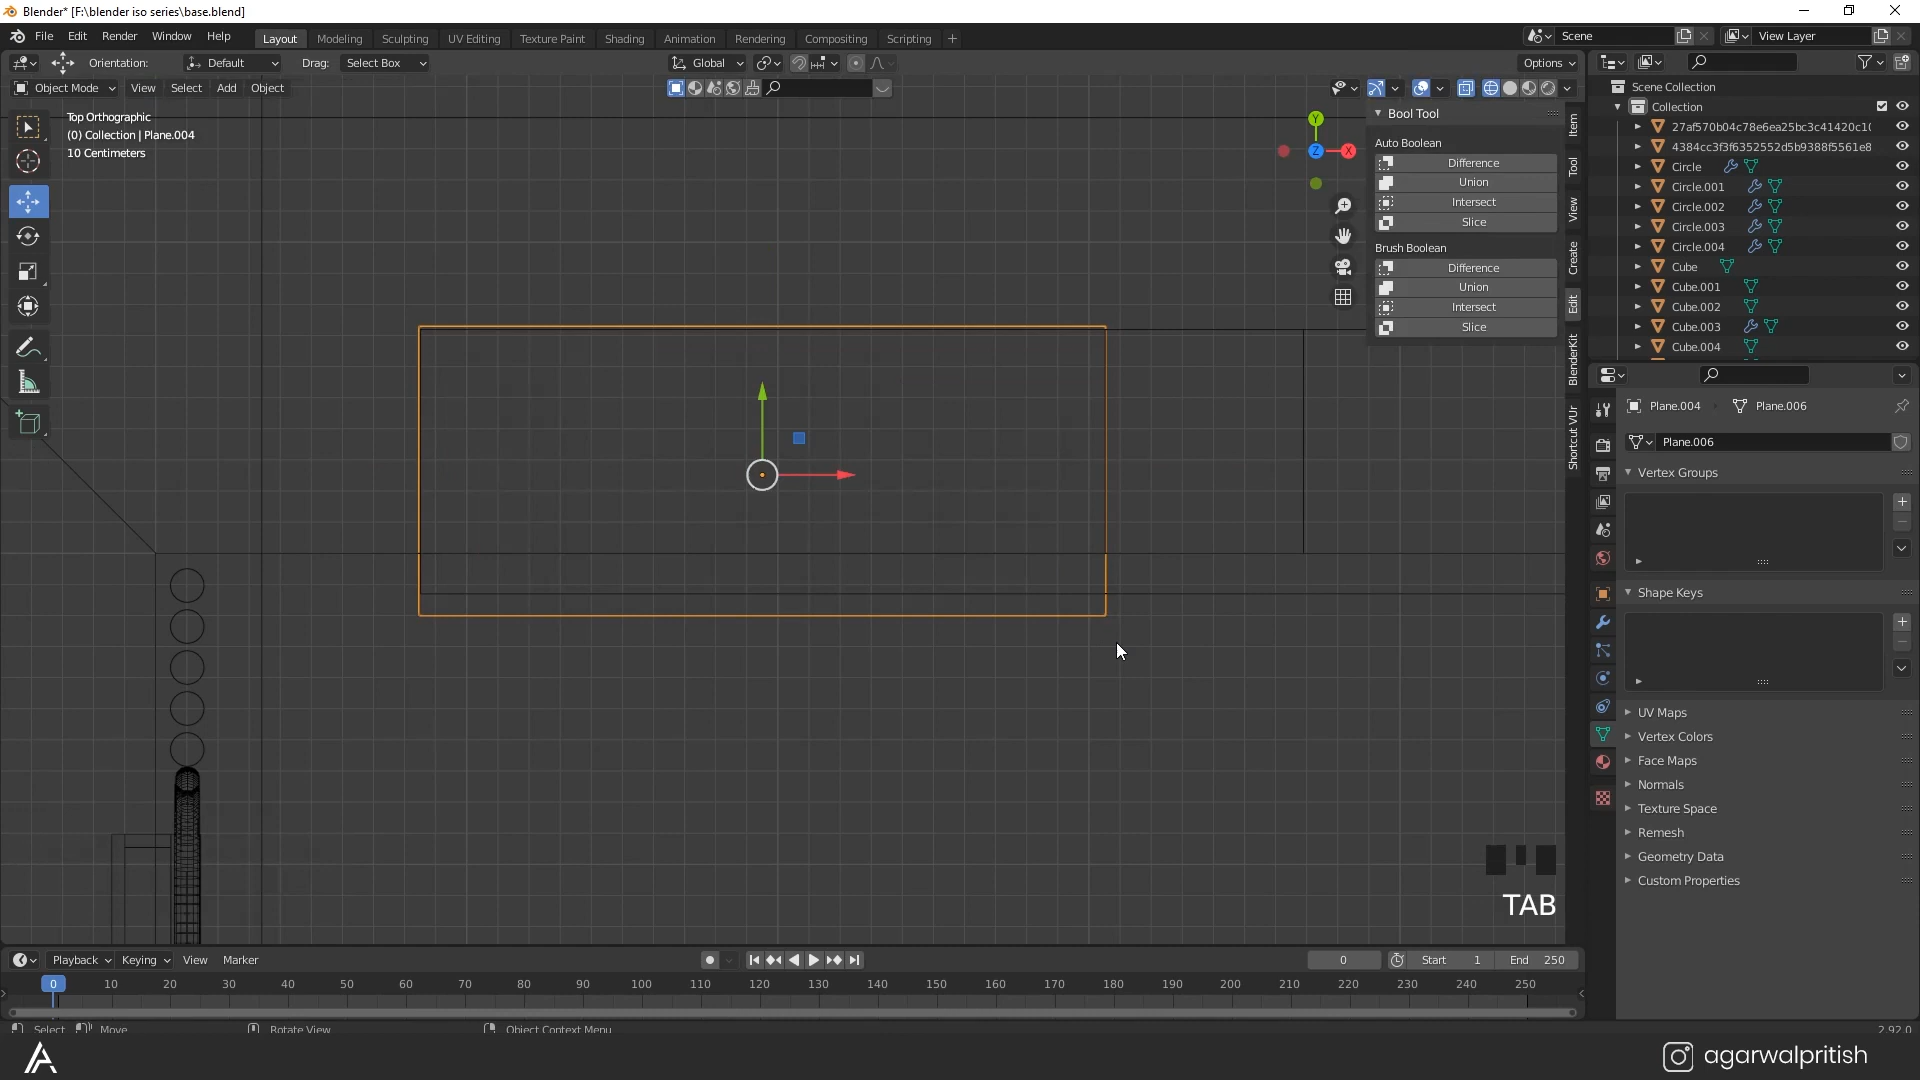 Blender* [F:\blender iso series\base.blend]
File Edit Render Window Help
Layout Modeling Sculpting UV Editing Texture Paint Shading Animation Rendering Compositing Scripting
Scene
View Layer
Orientation: Default Drag: Select Box
Global
Options
Object Mode View Select Add Object
Top Orthographic
(0) Collection | Plane.004
10 Centimeters
Y
Z
X
Bool Tool
Auto Boolean
Difference
Union
Intersect
Slice
Brush Boolean
Difference
Union
Intersect
Slice
Item
Tool
View
Create
Edit
BlenderKit
Shortcut VUr
Scene Collection
Collection
27af570b04c78e6ea25bc3c41420c1(
4384cc3f3f6352552d5b9388f5561e8
Circle
Circle.001
Circle.002
Circle.003
Circle.004
Cube
Cube.001
Cube.002
Cube.003
Cube.004
Plane.004 Plane.006
Plane.006
Vertex Groups
Shape Keys
UV Maps
Vertex Colors
Face Maps
Normals
Texture Space
Remesh
Geometry Data
Custom Properties
TAB
Playback Keying View Marker
0 Start 1 End 250
0 10 20 30 40 50 60 70 80 90 100 110 120 130 140 150 160 170 180 190 200 210 220 230 240 250
Select Move Rotate View Object Context Menu
2.92.0
agarwalpritish